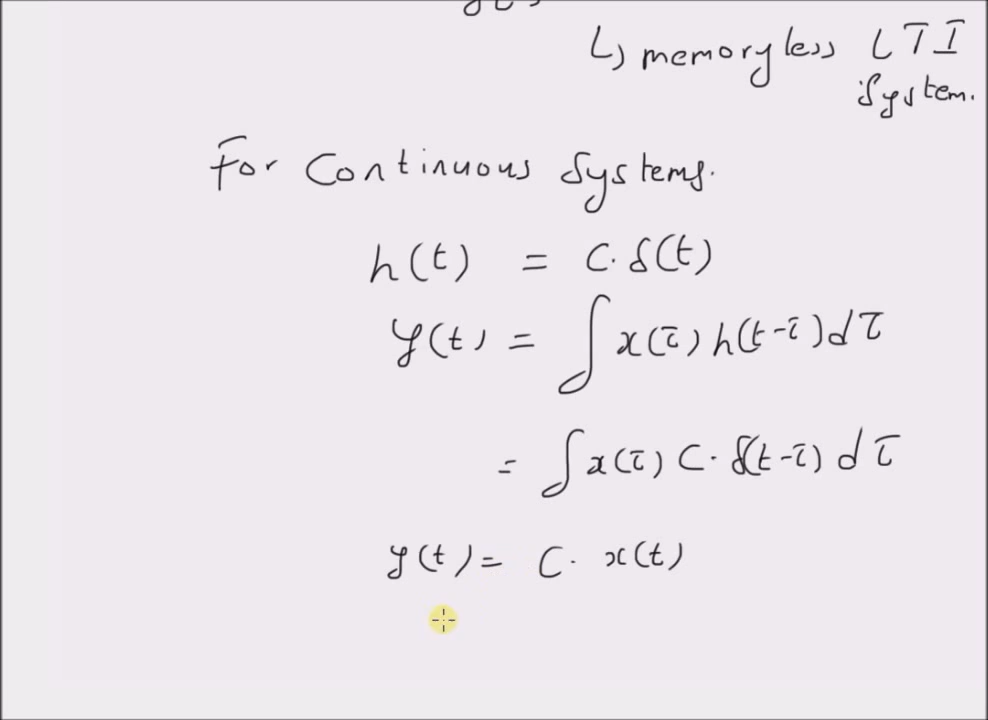 ↳ memoryless LTI
System.
For Continuous Systems.
h(t) = C.δ(t)
y(t) = ∫x(τ)h(t-τ)dτ
= ∫x(τ) C. δ(t-τ) dτ
y(t) = C. x(t)